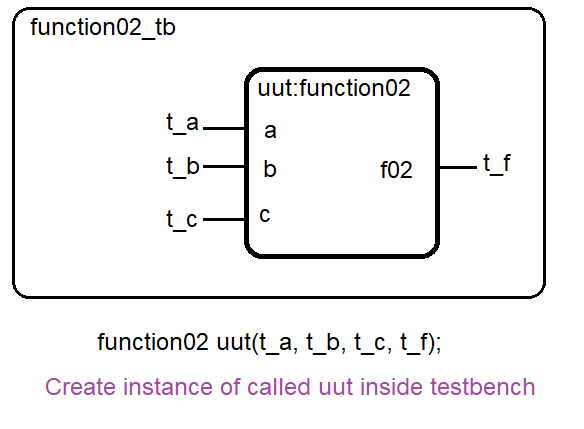 function02_tb
uut:function02
t_a
a
t_b
b
f02
t_f
t_c
c
function02 uut(t_a, t_b, t_c, t_f);
Create instance of called uut inside testbench